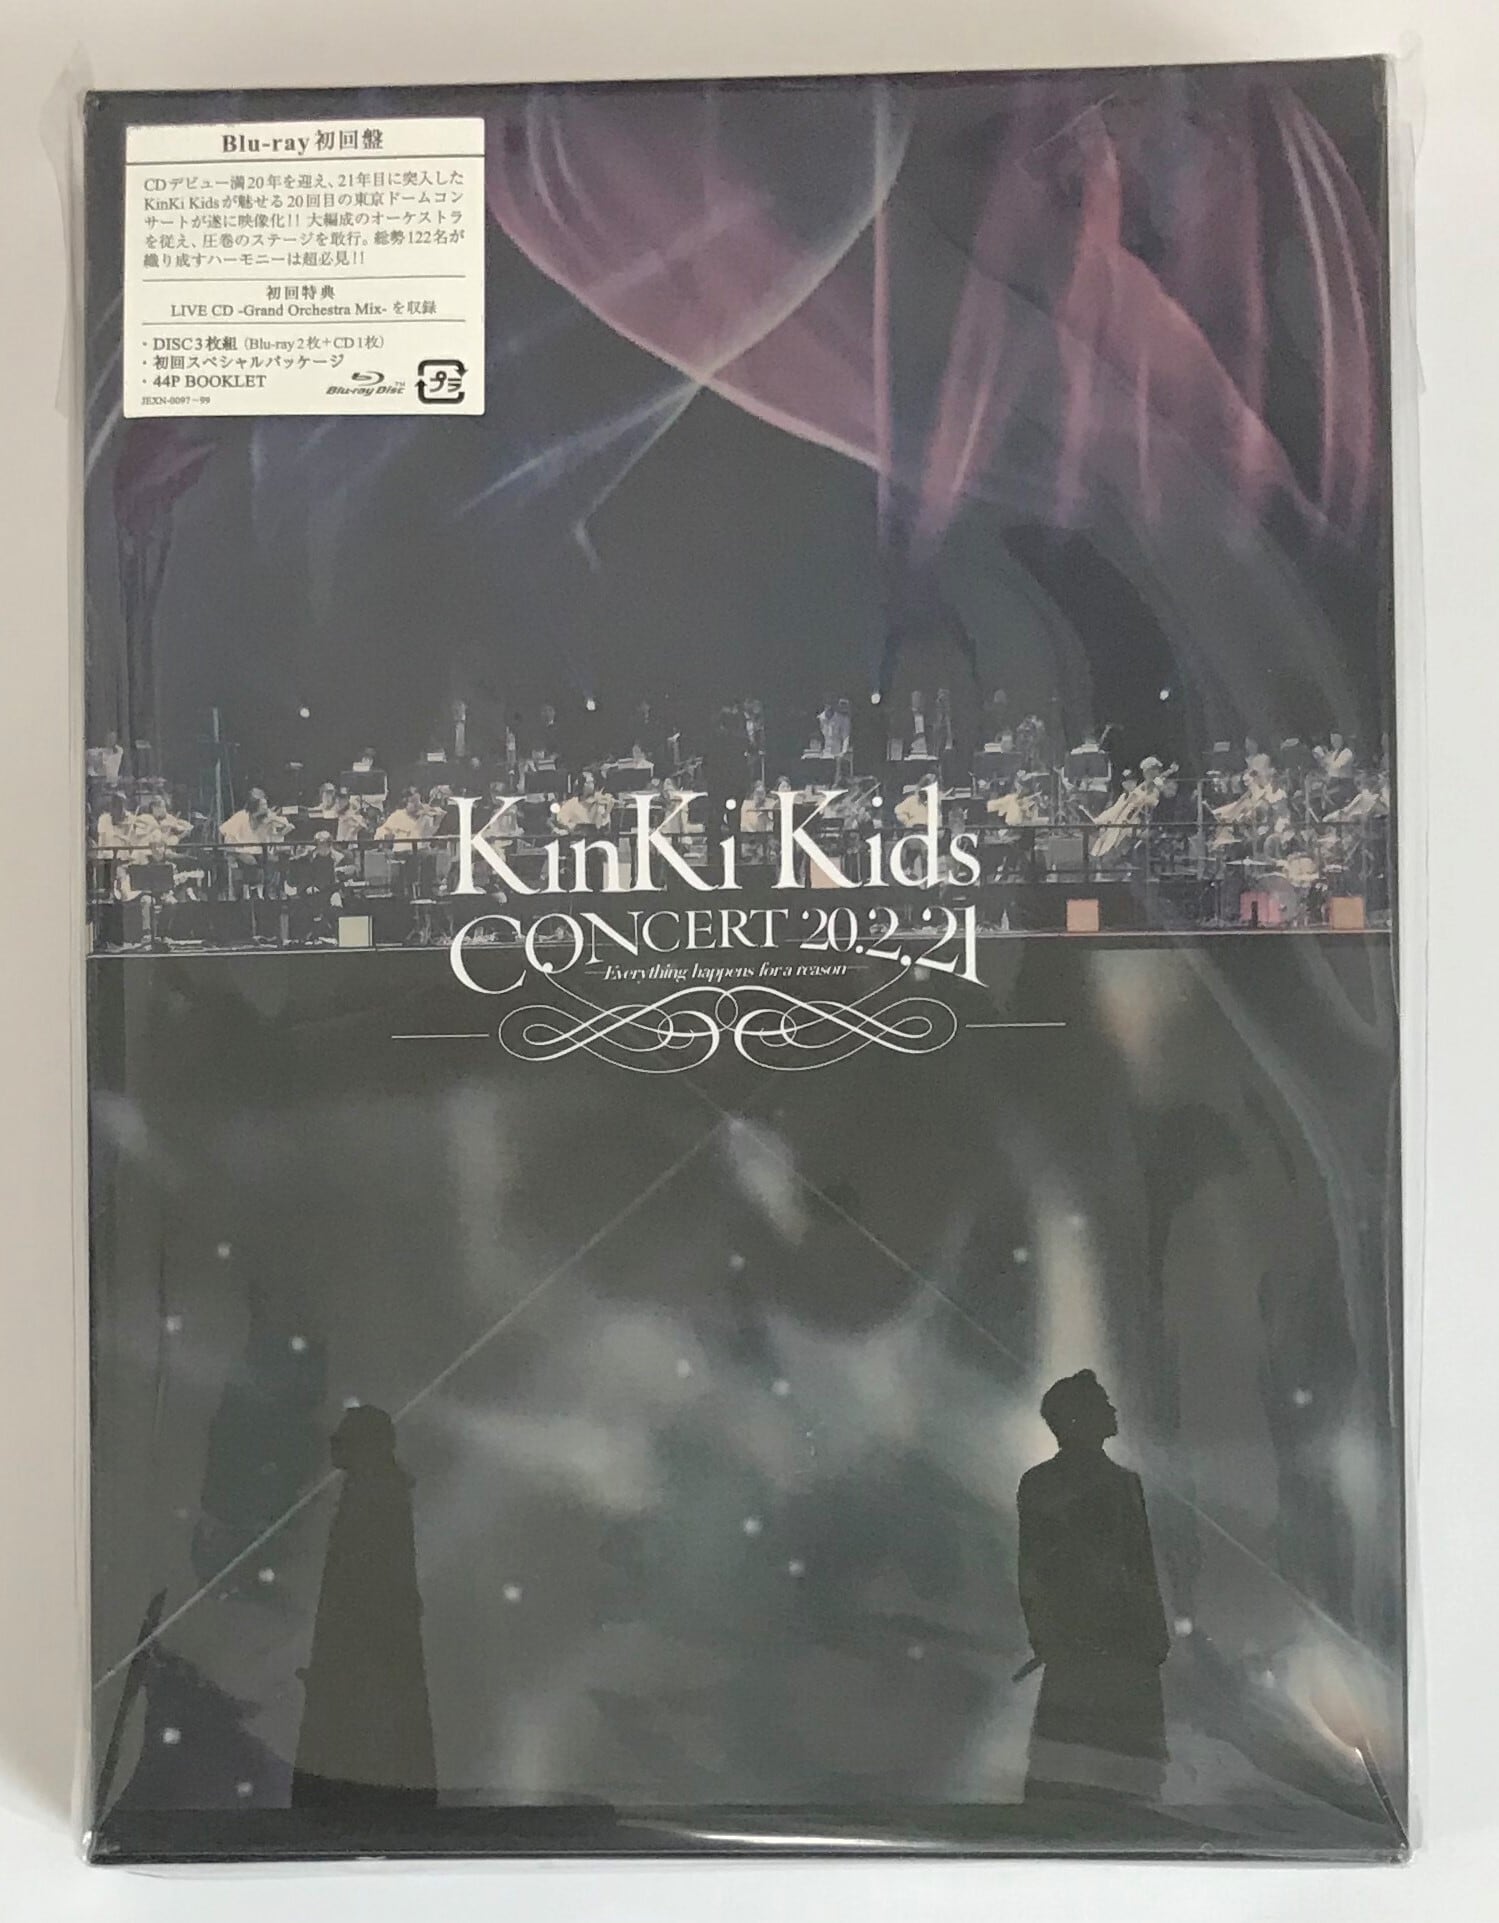 Blu-ray初回盤
CDデビュー満20年を迎え、21年目に突入した
KinKi Kidsが魅せる20回目の東京ドームコン
サートが遂に映像化!! 大編成のオーケストラ
を従え、圧巻のステージを敢行。総勢122名が
織り成すハーモニーは超必見!!
初回特典
LIVE CD -Grand Orchestra Mix- を収録
・DISC3枚組（Blu-ray2枚＋CD1枚）
・初回スペシャルパッケージ
・44P BOOKLET
Blu-ray Disc™
プラ
JEXN-0097～99
KinKi Kids
CONCERT 20.2.21
—Everything happens for a reason—